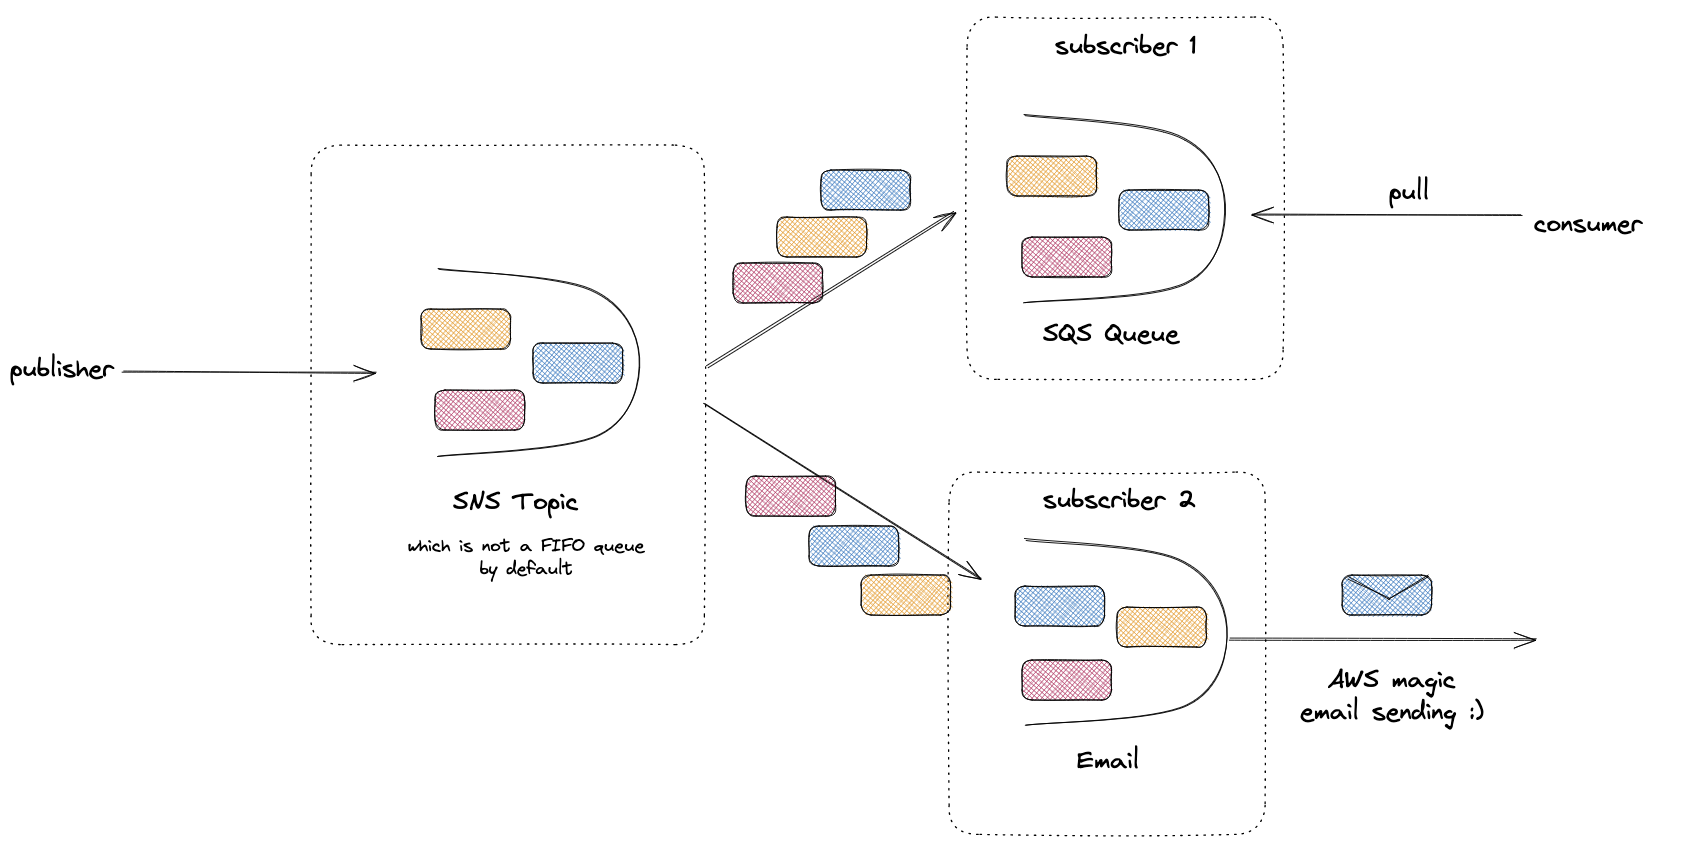 subscriber 1
pull
consumer
SQS Queue
publisher
SNS Topic
which is not a FIFO queue
by default
subscriber 2
AWS magic
email sending :)
Email